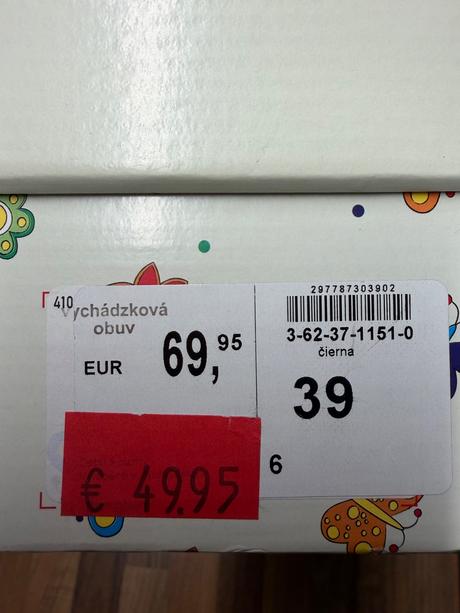 410
Vychádzková
obuv
EUR 69,95
€ 49.95
297787303902
3-62-37-1151-0
čierna
39
6